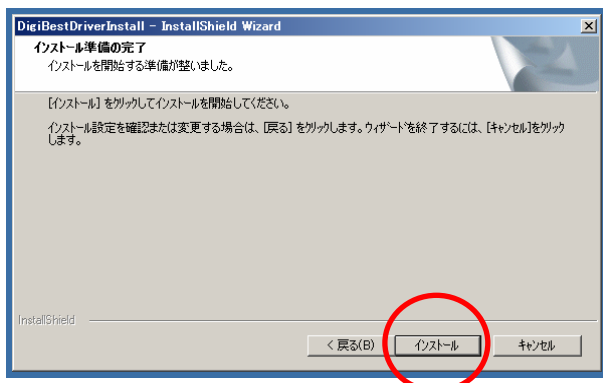 DigiBestDriverInstall - InstallShield Wizard
インストール準備の完了
インストールを開始する準備が整いました。
[インストール] をクリックしてインストールを開始してください。
インストール設定を確認または変更する場合は、[戻る] をクリックします。ウィザードを終了するには、[キャンセル]をクリック
します。
InstallShield
< 戻る(B)
インストール
キャンセル